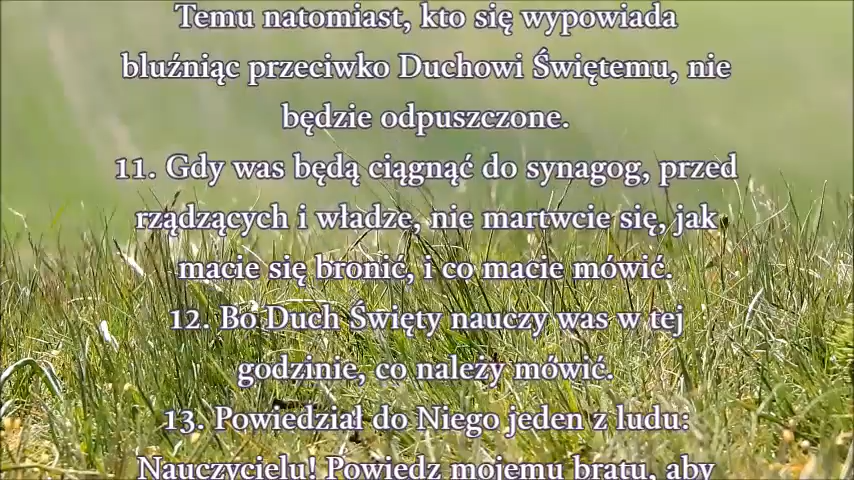 Temu natomiast, kto się wypowiada
bluźniąc przeciwko Duchowi Świętemu, nie
będzie odpuszczone.
11. Gdy was będą ciągnąć do synagog, przed
rządzących i władze, nie martwcie się, jak
macie się bronić, i co macie mówić.
12. Bo Duch Święty nauczy was w tej
godzinie, co należy mówić.
13. Powiedział do Niego jeden z ludu:
Nauczycielu! Powiedz mojemu bratu, aby